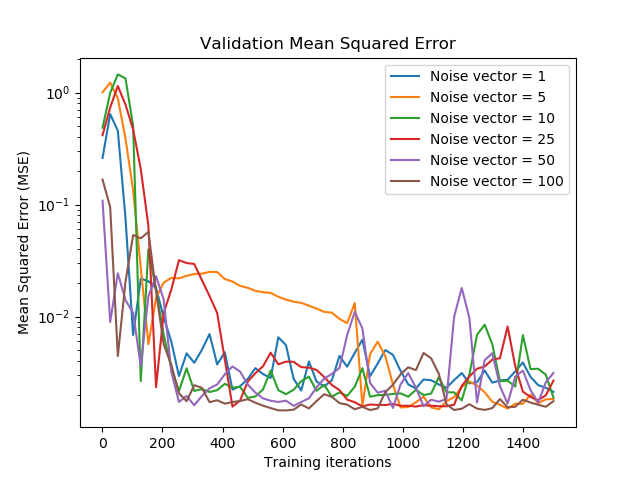 Validation Mean Squared Error
Mean Squared Error (MSE)
10⁰
10⁻¹
10⁻²
Noise vector = 1
Noise vector = 5
Noise vector = 10
Noise vector = 25
Noise vector = 50
Noise vector = 100
0 200 400 600 800 1000 1200 1400
Training iterations